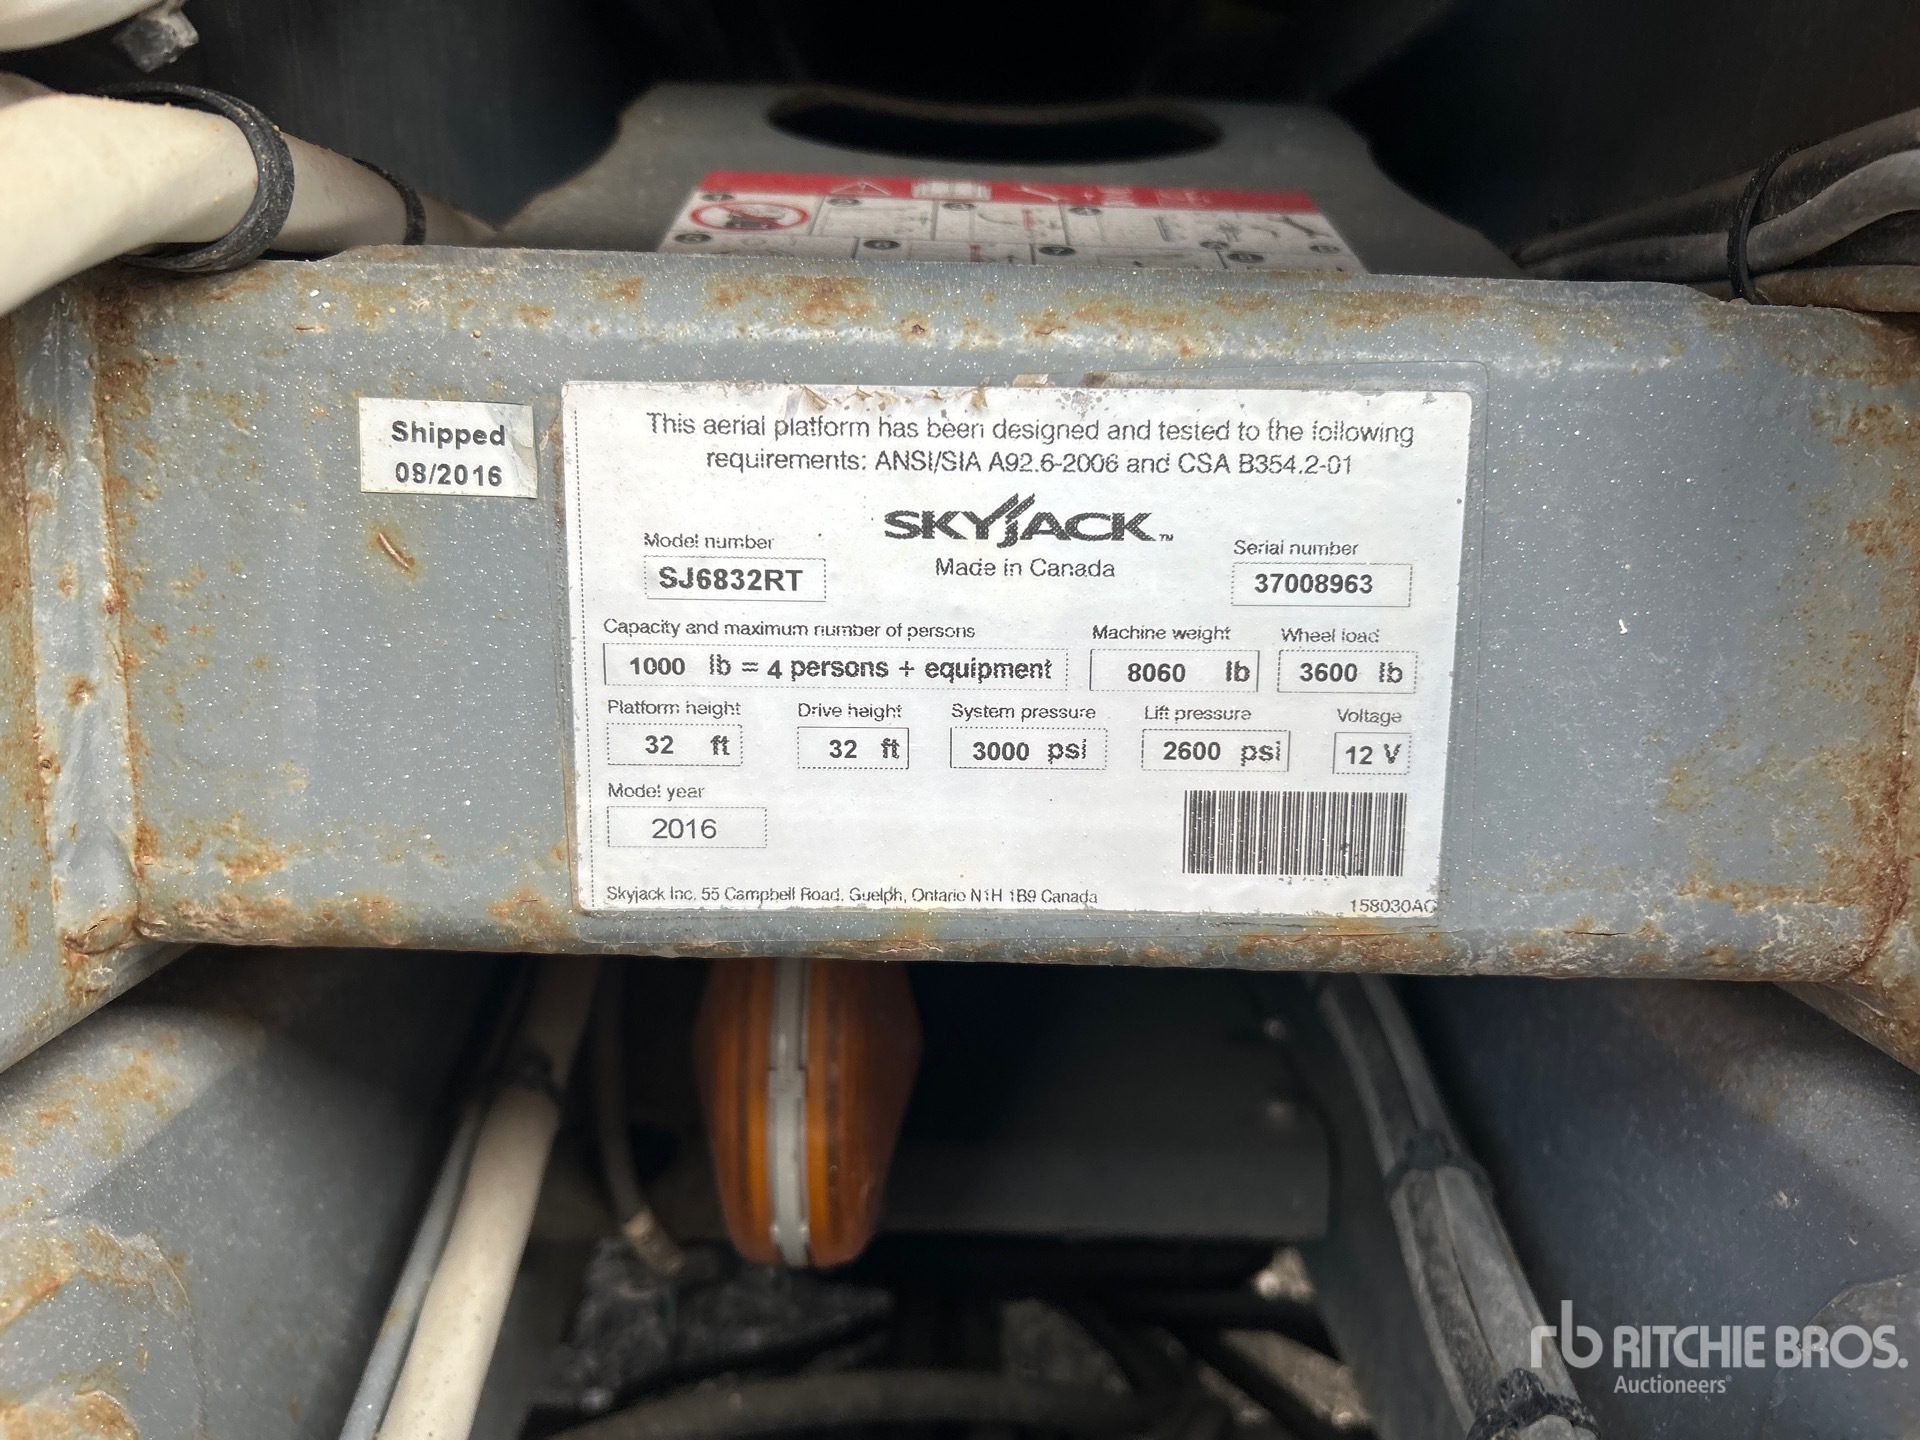 Shipped
08/2016
This aerial platform has been designed and tested to the following
requirements: ANSI/SIA A92.6-2006 and CSA B354.2-01
SKYJACK™
Made in Canada
Model number
SJ6832RT
Serial number
37008963
Capacity and maximum number of persons
1000 lb = 4 persons + equipment
Machine weight
8060 lb
Wheel load
3600 lb
Platform height
32 ft
Drive height
32 ft
System pressure
3000 psi
Lift pressure
2600 psi
Voltage
12 V
Model year
2016
Skyjack Inc. 55 Campbell Road, Guelph, Ontario N1H 1B9 Canada
158030AC
rb RITCHIE BROS.
Auctioneers